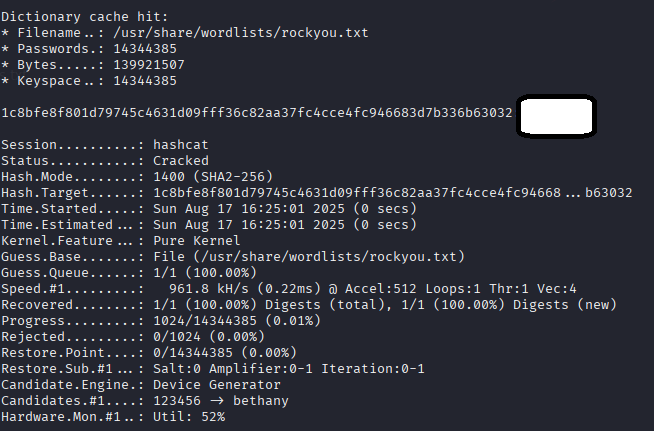 Dictionary cache hit:
* Filename..: /usr/share/wordlists/rockyou.txt
* Passwords.: 14344385
* Bytes.....: 139921507
* Keyspace..: 14344385
1c8bfe8f801d79745c4631d09fff36c82aa37fc4cce4fc946683d7b336b63032
Session..........: hashcat
Status...........: Cracked
Hash.Mode........: 1400 (SHA2-256)
Hash.Target......: 1c8bfe8f801d79745c4631d09fff36c82aa37fc4cce4fc94668...b63032
Time.Started.....: Sun Aug 17 16:25:01 2025 (0 secs)
Time.Estimated...: Sun Aug 17 16:25:01 2025 (0 secs)
Kernel.Feature...: Pure Kernel
Guess.Base.......: File (/usr/share/wordlists/rockyou.txt)
Guess.Queue......: 1/1 (100.00%)
Speed.#1.........:   961.8 kH/s (0.22ms) @ Accel:512 Loops:1 Thr:1 Vec:4
Recovered........: 1/1 (100.00%) Digests (total), 1/1 (100.00%) Digests (new)
Progress.........: 1024/14344385 (0.01%)
Rejected.........: 0/1024 (0.00%)
Restore.Point....: 0/14344385 (0.00%)
Restore.Sub.#1...: Salt:0 Amplifier:0-1 Iteration:0-1
Candidate.Engine.: Device Generator
Candidates.#1....: 123456 -> bethany
Hardware.Mon.#1..: Util: 52%